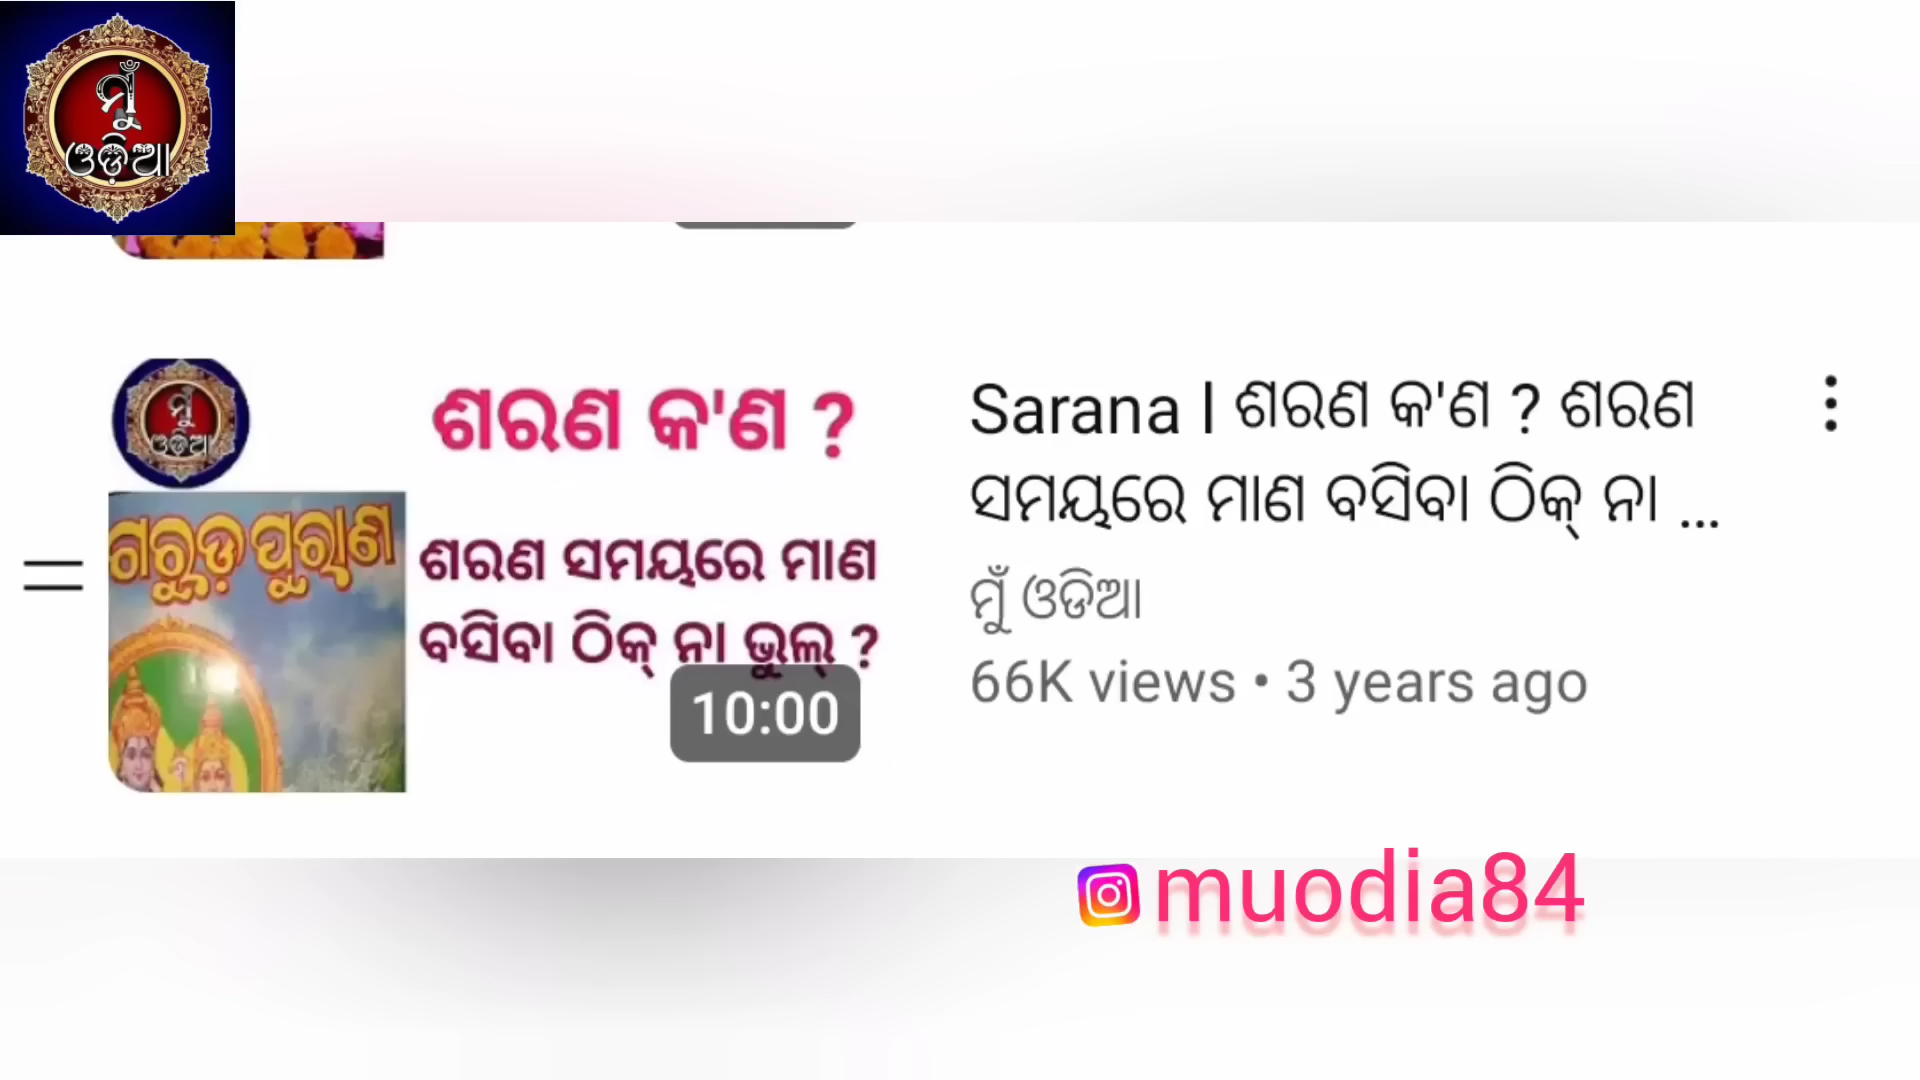 ମୁଁ
ଓଡ଼ିଆ
ମୁଁ
ଓଡ଼ିଆ
ଶରଣ କ'ଣ ?
ଗରୁଡ଼ ପୁରାଣ
ଶରଣ ସମୟରେ ମାଣ
ବସିବା ଠିକ୍ ନା ଭୁଲ୍ ?
10:00
Sarana l ଶରଣ କ'ଣ ? ଶରଣ
ସମୟରେ ମାଣ ବସିବା ଠିକ୍ ନା ...
ମୁଁ ଓଡିଆ
66K views • 3 years ago
muodia84